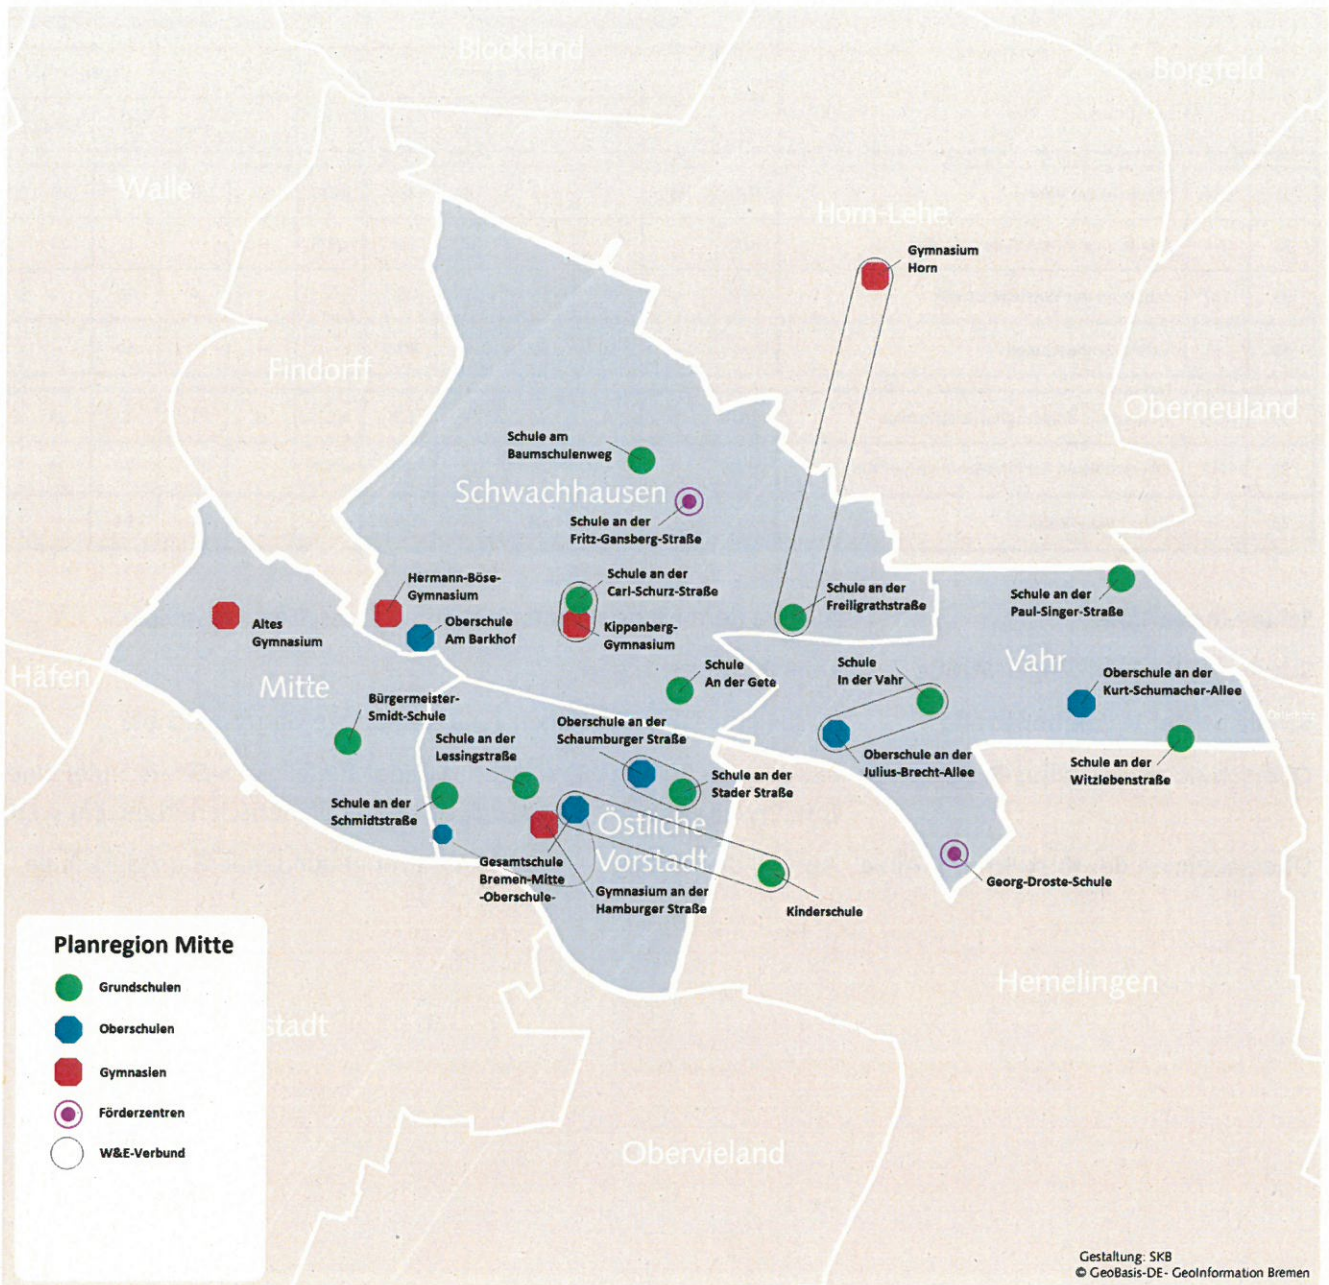 Blockland
Borgfeld
Walle
Horn-Lehe
Gymnasium
Horn
Findorff
Oberneuland
Schule am
Baumschulenweg
Schwachhausen
Schule an der
Fritz-Gansberg-Straße
Hermann-Böse-
Gymnasium
Schule an der
Carl-Schurz-Straße
Schule an der
Freiligrathstraße
Schule an der
Paul-Singer-Straße
Altes
Gymnasium
Oberschule
Am Barkhof
Kippenberg-
Gymnasium
Häfen
Mitte
Schule
An der Gete
Schule
In der Vahr
Vahr
Oberschule an der
Kurt-Schumacher-Allee
Bürgermeister-
Smidt-Schule
Oberschule an der
Schaumburger Straße
Schule an der
Lessingstraße
Oberschule an der
Julius-Brecht-Allee
Schule an der
Witzlebenstraße
Schule an der
Stader Straße
Schule an der
Schmidtstraße
Östliche
Vorstadt
Gesamtschule
Bremen-Mitte
-Oberschule-
Gymnasium an der
Hamburger Straße
Kinderschule
Georg-Droste-Schule
Hemelingen
Planregion Mitte
Grundschulen
Oberschulen
Gymnasien
Förderzentren
W&E-Verbund
stadt
Obervieland
Gestaltung: SKB
© GeoBasis-DE- GeoInformation Bremen